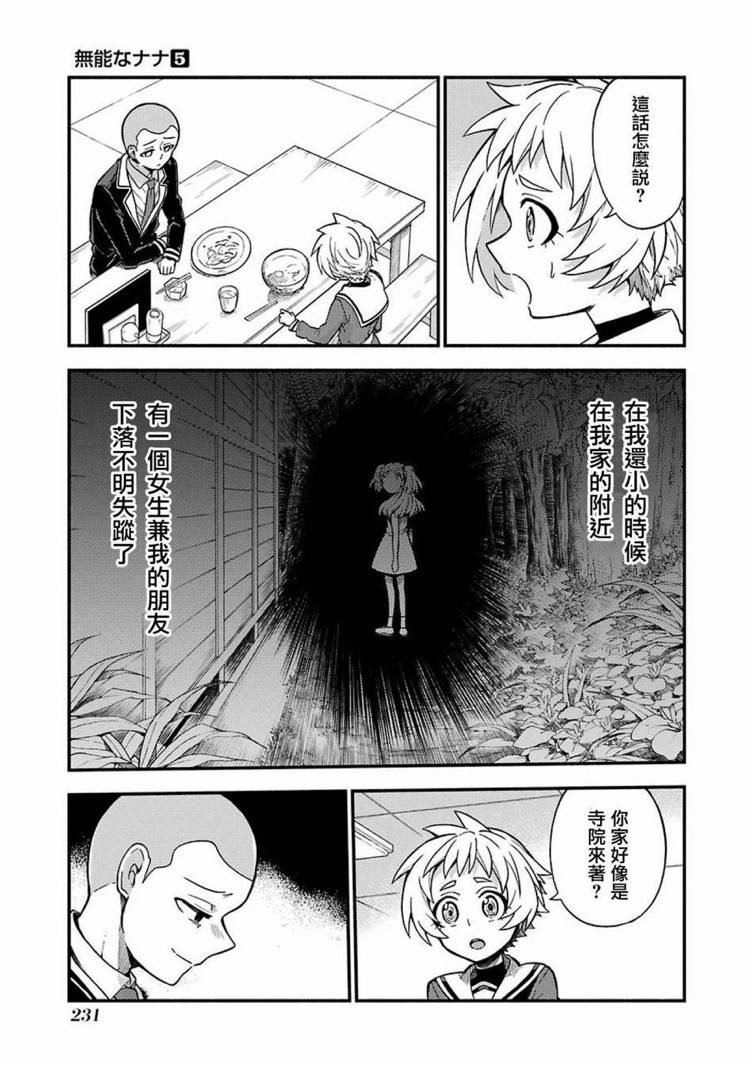 無能なナナ5
這話怎麼說?
在我還小的時候
在我家的附近
有一個女生兼我的朋友
下落不明失蹤了
你家好像是
寺院來著?
231